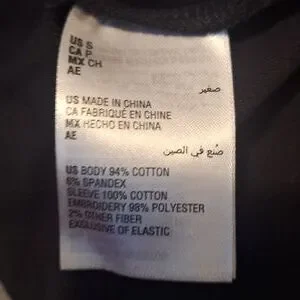 US S
CA P
MX CH
AE
صغير
US MADE IN CHINA
CA FABRIQUÉ EN CHINE
MX HECHO EN CHINA
AE
صُنع في الصين
US BODY 94% COTTON
6% SPANDEX
SLEEVE 100% COTTON
EMBROIDERY 98% POLYESTER
2% OTHER FIBER
EXCLUSIVE OF ELASTIC